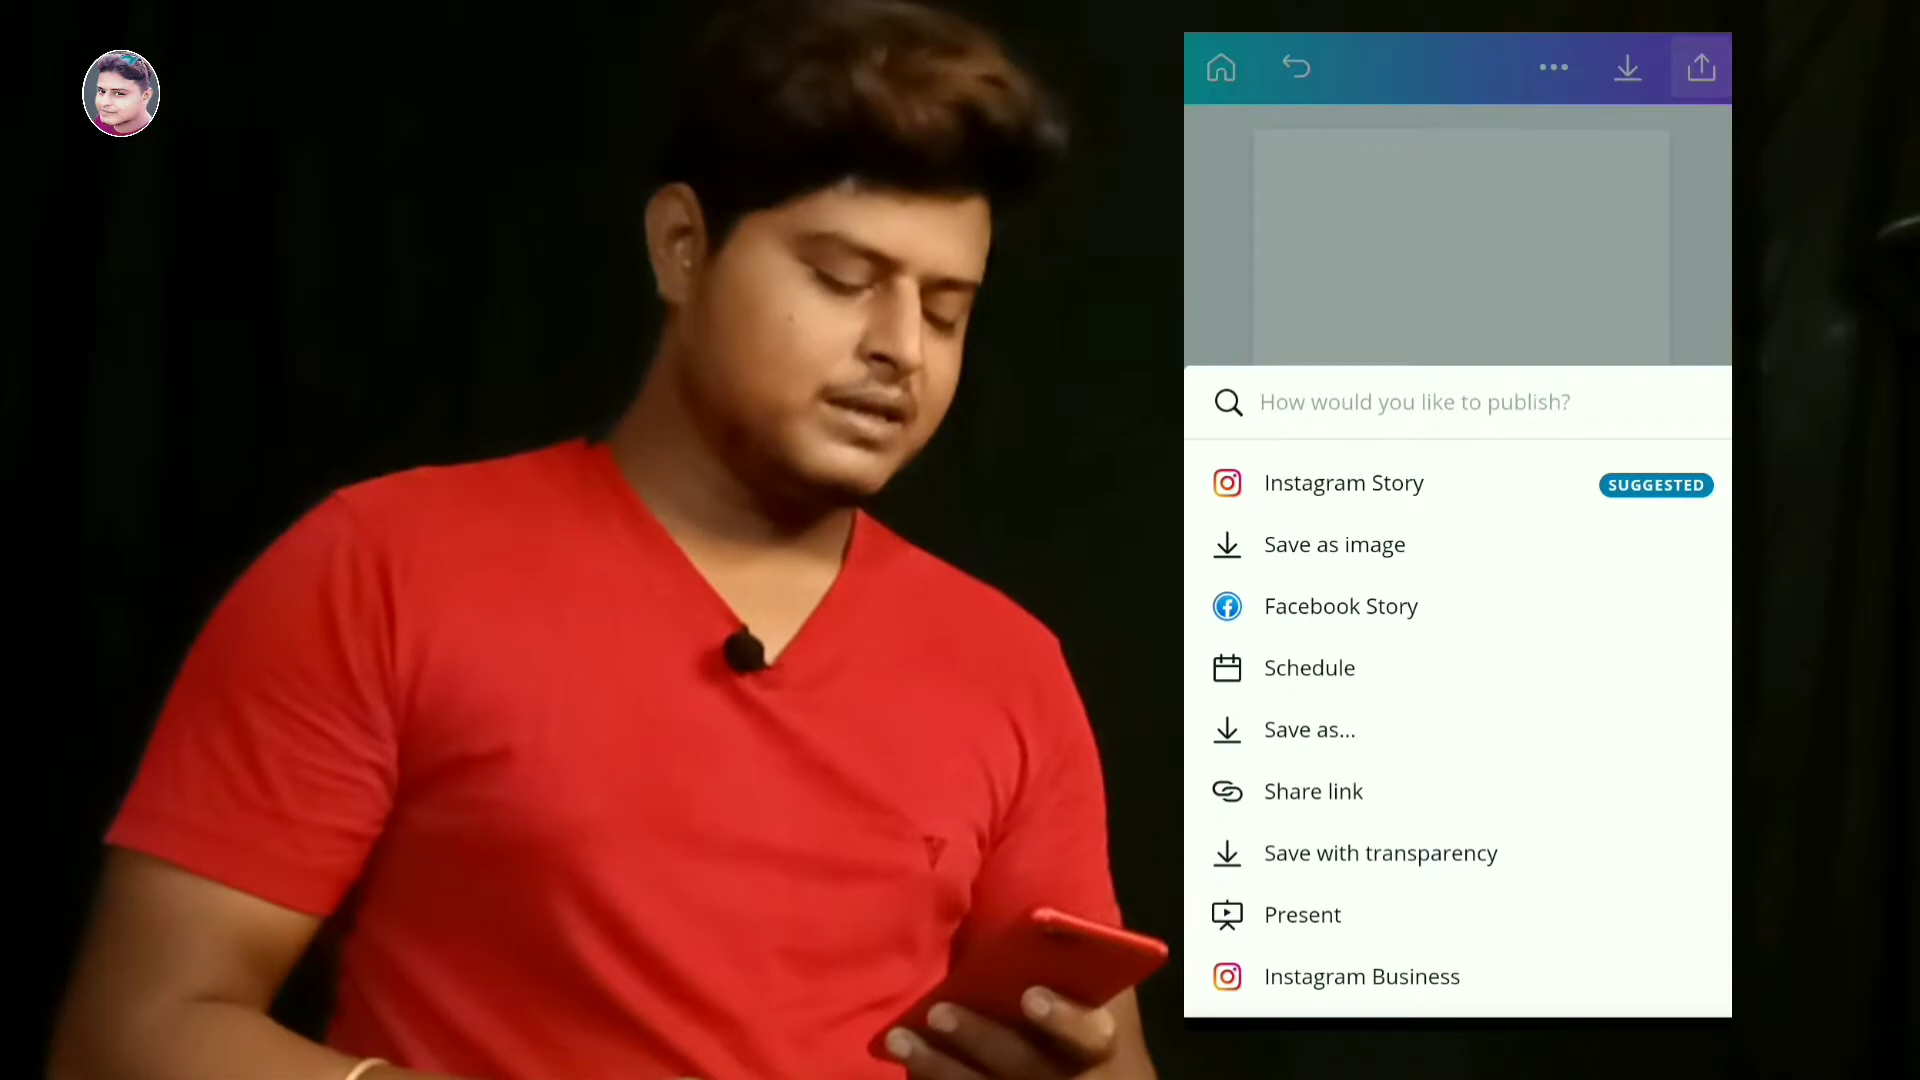 How would you like to publish?
Instagram Story
SUGGESTED
Save as image
Facebook Story
Schedule
Save as...
Share link
Save with transparency
Present
Instagram Business